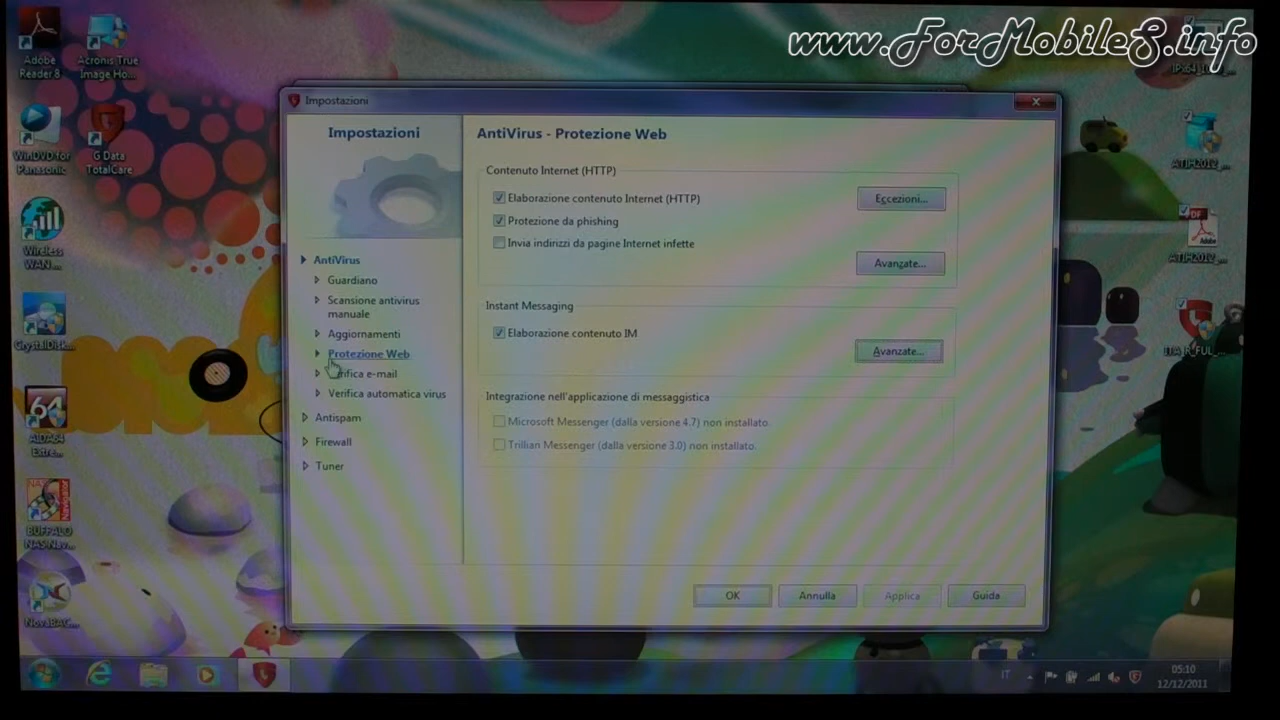 www.ForMobileS.info
Adobe
Reader 8
Acronis True
Image Ho...
WinDVD for
Panasonic
G Data
TotalCare
Wireless
WAN ...
CrystalDisk...
AIDA64
Extre...
BUFFALO
NAS Nav...
NovaBAC...
ATIH2012_...
ATIH2012_...
Impostazioni
Impostazioni
AntiVirus
Guardiano
Scansione antivirus
manuale
Aggiornamenti
Protezione Web
Verifica e-mail
Verifica automatica virus
Antispam
Firewall
Tuner
AntiVirus - Protezione Web
Contenuto Internet (HTTP)
Elaborazione contenuto Internet (HTTP)
Eccezioni...
Protezione da phishing
Invia indirizzi da pagine Internet infette
Avanzate...
Instant Messaging
Elaborazione contenuto IM
Avanzate...
Integrazione nell'applicazione di messaggistica
Microsoft Messenger (dalla versione 4.7) non installato.
Trillian Messenger (dalla versione 3.0) non installato.
OK
Annulla
Applica
Guida
IT
05:10
12/12/2011